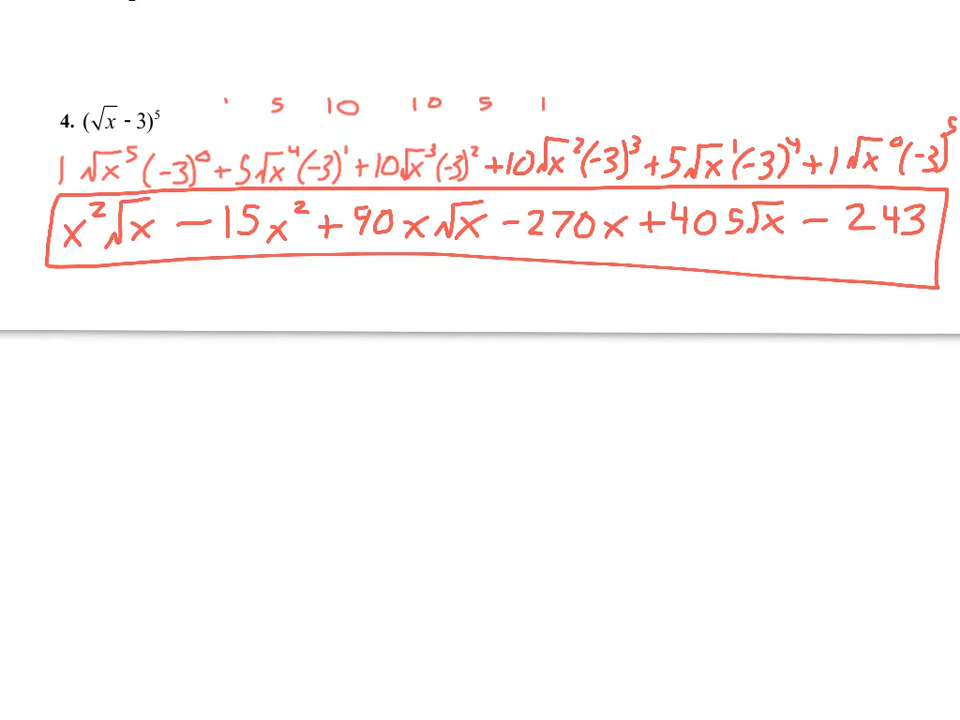 1 5 10 10 5 1
4. (√x - 3)⁵
1 √x⁵ (-3)⁰ + 5√x⁴ (-3)¹ + 10√x³ (-3)² + 10√x² (-3)³ + 5√x¹ (-3)⁴ + 1 √x⁰ (-3)⁵
x²√x - 15x² + 90x√x - 270x + 405√x - 243